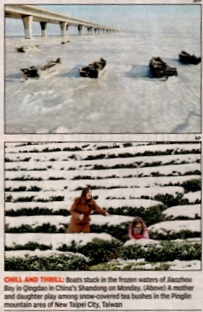 AFP
AP
CHILL AND THRILL: Boats stuck in the frozen waters of Jiaozhou
Bay in Qingdao in China's Shandong on Monday. (Above) A mother
and daughter play among snow-covered tea bushes in the Pinglin
mountain area of New Taipei City, Taiwan